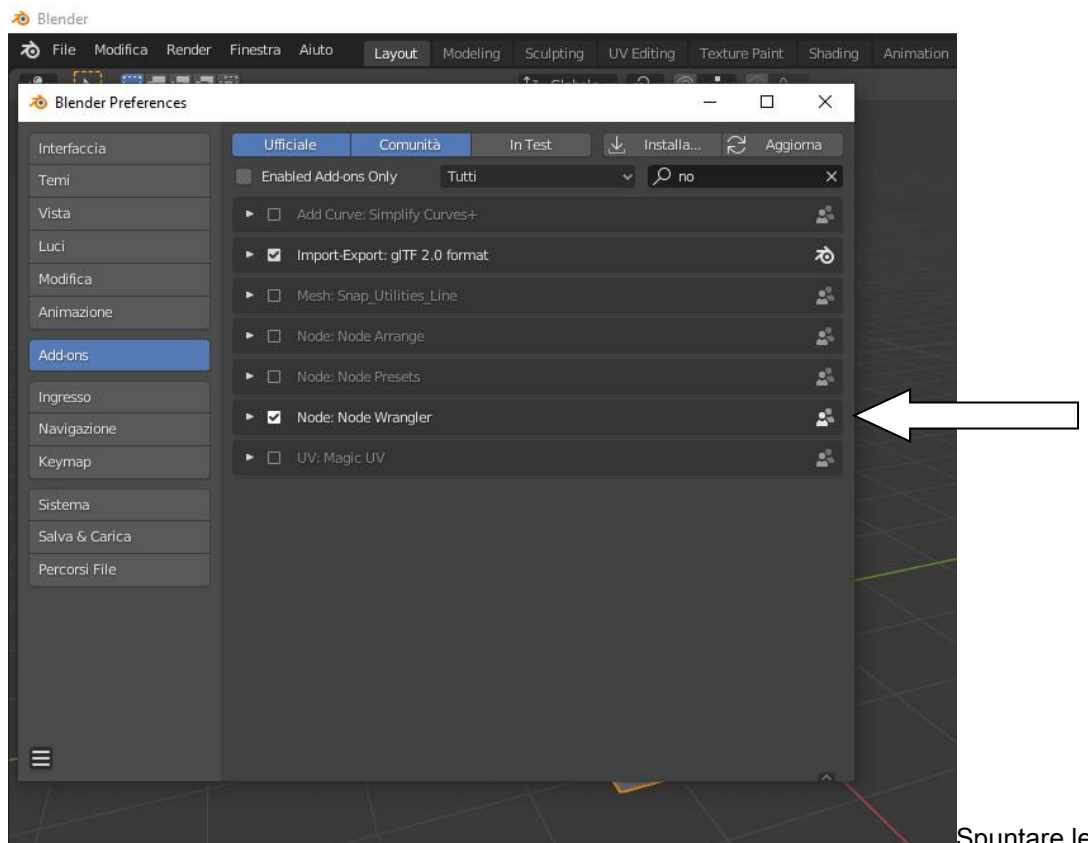 Blender
File Modifica Render Finestra Aiuto Layout Modeling Sculpting UV Editing Texture Paint Shading Animation
Blender Preferences
Interfaccia
Temi
Vista
Luci
Modifica
Animazione
Add-ons
Ingresso
Navigazione
Keymap
Sistema
Salva & Carica
Percorsi File
Ufficiale Comunità In Test Installa... Aggiorna
Enabled Add-ons Only Tutti no
Add Curve: Simplify Curves+
Import-Export: glTF 2.0 format
Mesh: Snap_Utilities_Line
Node: Node Arrange
Node: Node Presets
Node: Node Wrangler
UV: Magic UV
Spuntare le